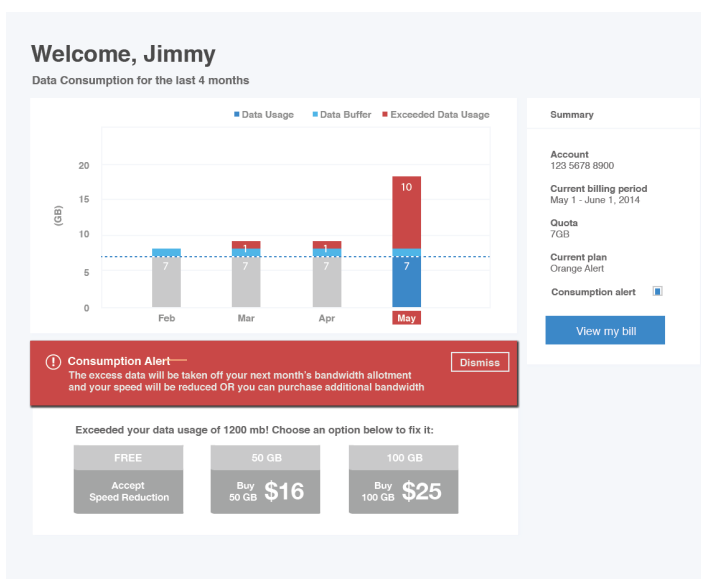 Welcome, Jimmy
Data Consumption for the last 4 months
Data Usage Data Buffer Exceeded Data Usage
(GB)
20
15
10
5
0
7
7
1
7
1
7
10
Feb Mar Apr May
Consumption Alert
The excess data will be taken off your next month's bandwidth allotment
and your speed will be reduced OR you can purchase additional bandwidth
Dismiss
Exceeded your data usage of 1200 mb! Choose an option below to fix it:
FREE
Accept
Speed Reduction
50 GB
Buy
50 GB $16
100 GB
Buy
100 GB $25
Summary
Account
123 5678 8900
Current billing period
May 1 - June 1, 2014
Quota
7GB
Current plan
Orange Alert
Consumption alert
View my bill